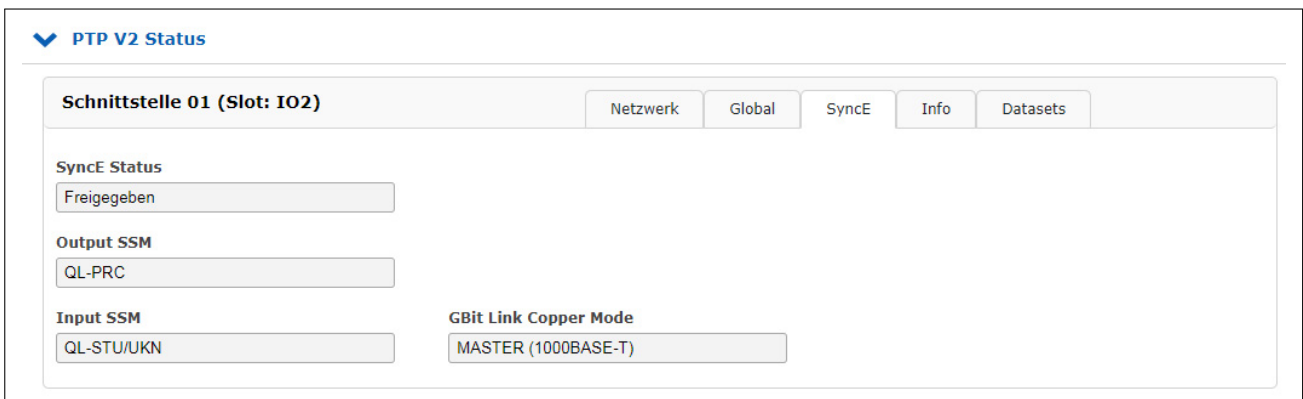 PTP V2 Status
Schnittstelle 01 (Slot: IO2)
Netzwerk Global SyncE Info Datasets
SyncE Status
Freigegeben
Output SSM
QL-PRC
Input SSM GBit Link Copper Mode
QL-STU/UKN MASTER (1000BASE-T)